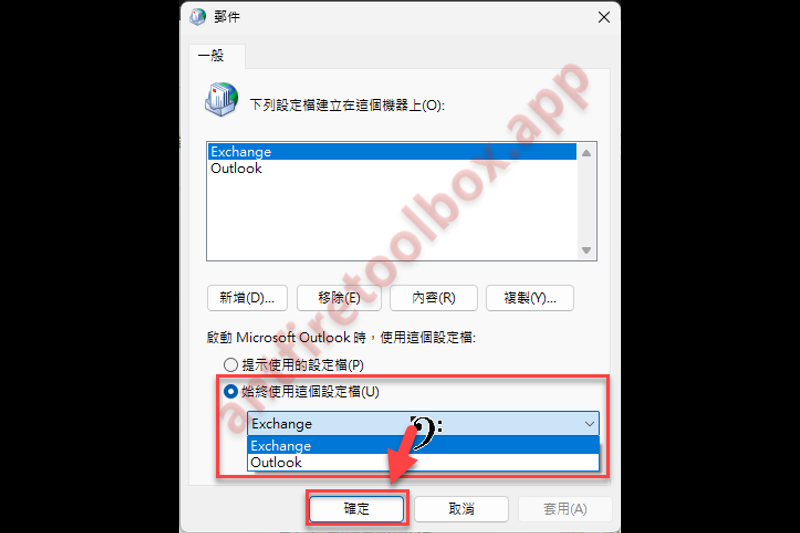 郵件
一般
下列設定檔建立在這個機器上(O):
Exchange
Outlook
新增(D)...
移除(E)
內容(R)
複製(Y)...
啟動 Microsoft Outlook 時，使用這個設定檔:
提示使用的設定檔(P)
始終使用這個設定檔(U)
Exchange
Exchange
Outlook
確定
取消
套用(A)
antfiretoolbox.app